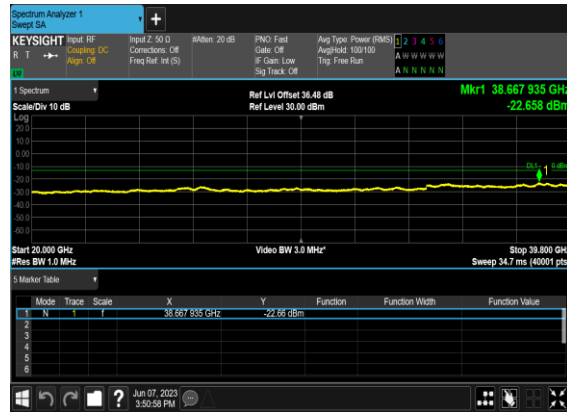 Spectrum Analyzer 1
Swept SA
+
KEYSIGHT Input: RF Input Z: 50 Ω #Atten: 20 dB PNO: Fast Avg Type: Power (RMS) 1 2 3 4 5 6
R T Coupling: DC Corrections: Off Gate: Off Avg|Hold: 100/100 A W W W W W
Align: Off Freq Ref: Int (S) IF Gain: Low Trig: Free Run
Sig Track: Off A N N N N N
1 Spectrum Ref Lvl Offset 36.48 dB Mkr1 38.667 935 GHz
Scale/Div 10 dB Ref Level 30.00 dBm -22.658 dBm
Log
20.0
10.0
0.00
-10.0
1
-20.0
-30.0
-40.0
-50.0
-60.0
Start 20.000 GHz Video BW 3.0 MHz* Stop 39.800 GHz
#Res BW 1.0 MHz Sweep 34.7 ms (40001 pts
5 Marker Table
Mode Trace Scale X Y Function Function Width Function Value
1 N 1 f 38.667 935 GHz -22.66 dBm
2
3
4
5
6
? Jun 07, 2023
3:50:58 PM